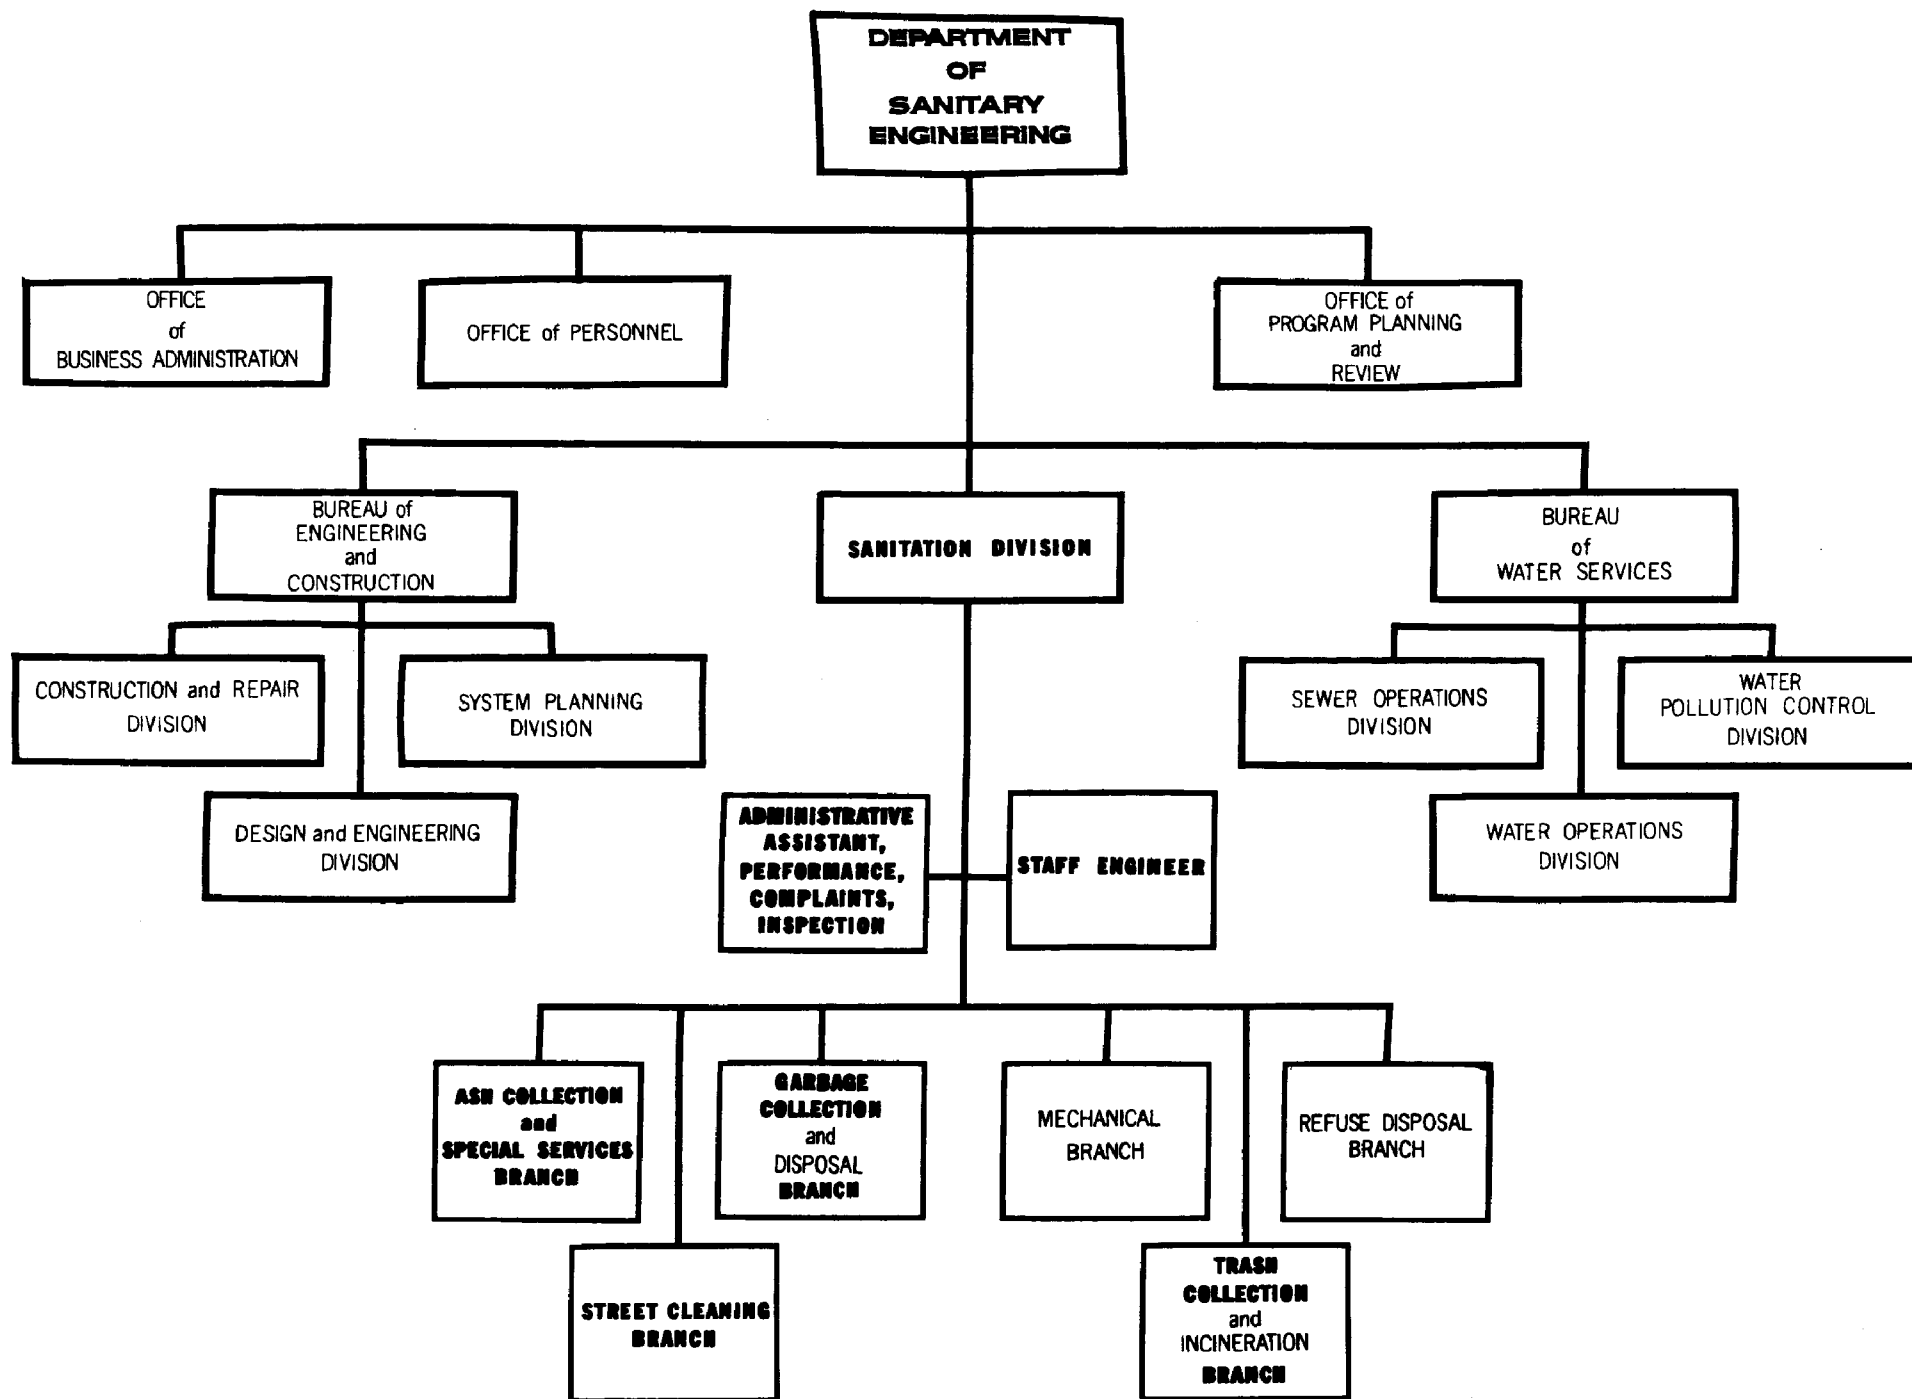 DEPARTMENT
OF
SANITARY
ENGINEERING
OFFICE
of
BUSINESS ADMINISTRATION
OFFICE of PERSONNEL
OFFICE of
PROGRAM PLANNING
and
REVIEW
BUREAU of
ENGINEERING
and
CONSTRUCTION
SANITATION DIVISION
BUREAU
of
WATER SERVICES
CONSTRUCTION and REPAIR
DIVISION
SYSTEM PLANNING
DIVISION
SEWER OPERATIONS
DIVISION
WATER
POLLUTION CONTROL
DIVISION
DESIGN and ENGINEERING
DIVISION
ADMINISTRATIVE
ASSISTANT,
PERFORMANCE,
COMPLAINTS,
INSPECTION
STAFF ENGINEER
WATER OPERATIONS
DIVISION
ASH COLLECTION
and
SPECIAL SERVICES
BRANCH
GARBAGE
COLLECTION
and
DISPOSAL
BRANCH
MECHANICAL
BRANCH
REFUSE DISPOSAL
BRANCH
STREET CLEANING
BRANCH
TRASH
COLLECTION
and
INCINERATION
BRANCH